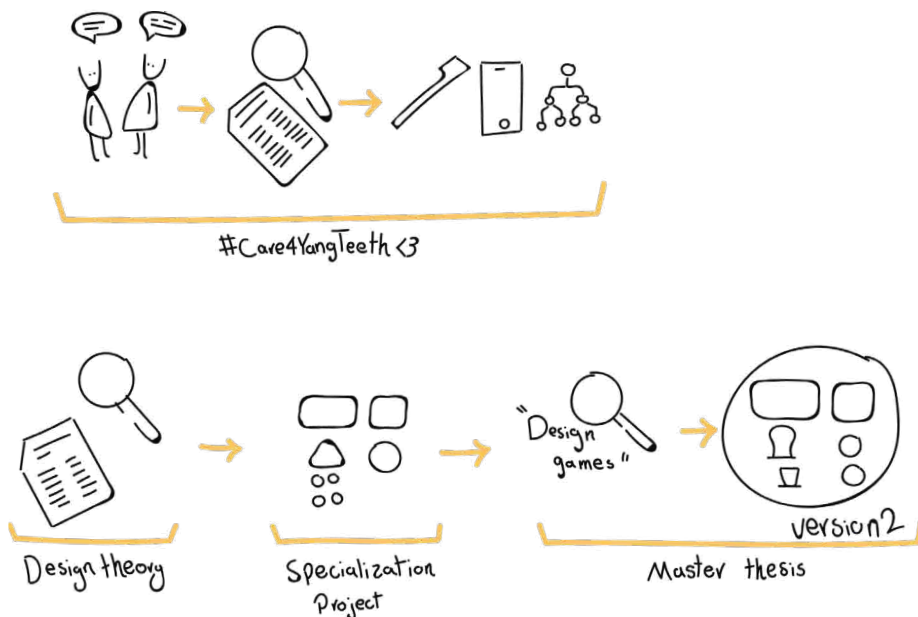 #Care4YangTeeth<3
"Design
games"
version2
Design theory
Specialization
Project
Master thesis